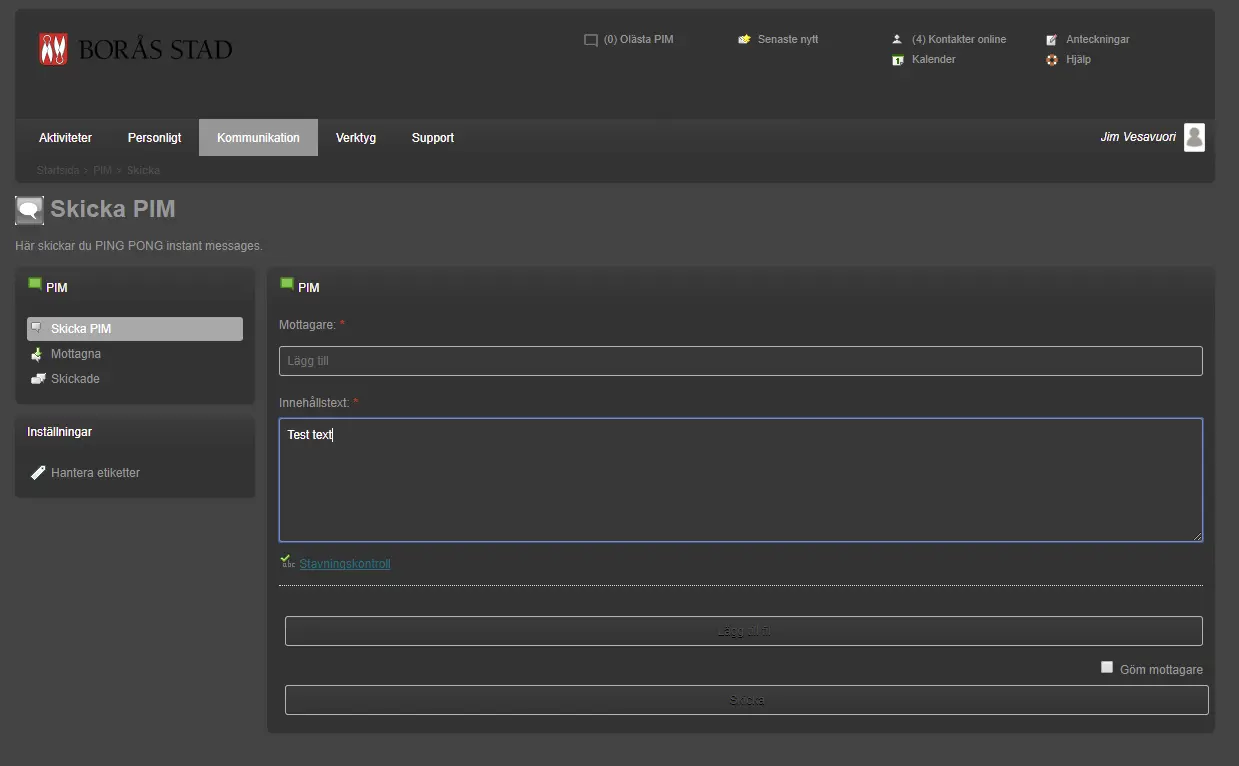 BORÅS STAD
(0) Olästa PIM
Senaste nytt
(4) Kontakter online
Anteckningar
Kalender
Hjälp
Aktiviteter Personligt Kommunikation Verktyg Support
Jim Vesavuori
Startsida › PIM › Skicka
Skicka PIM
Här skickar du PING PONG instant messages.
PIM
Skicka PIM
Mottagna
Skickade
Inställningar
Hantera etiketter
PIM
Mottagare: *
Lägg till
Innehållstext: *
Test text
abc Stavningskontroll
Lägg till fil
Göm mottagare
Skicka